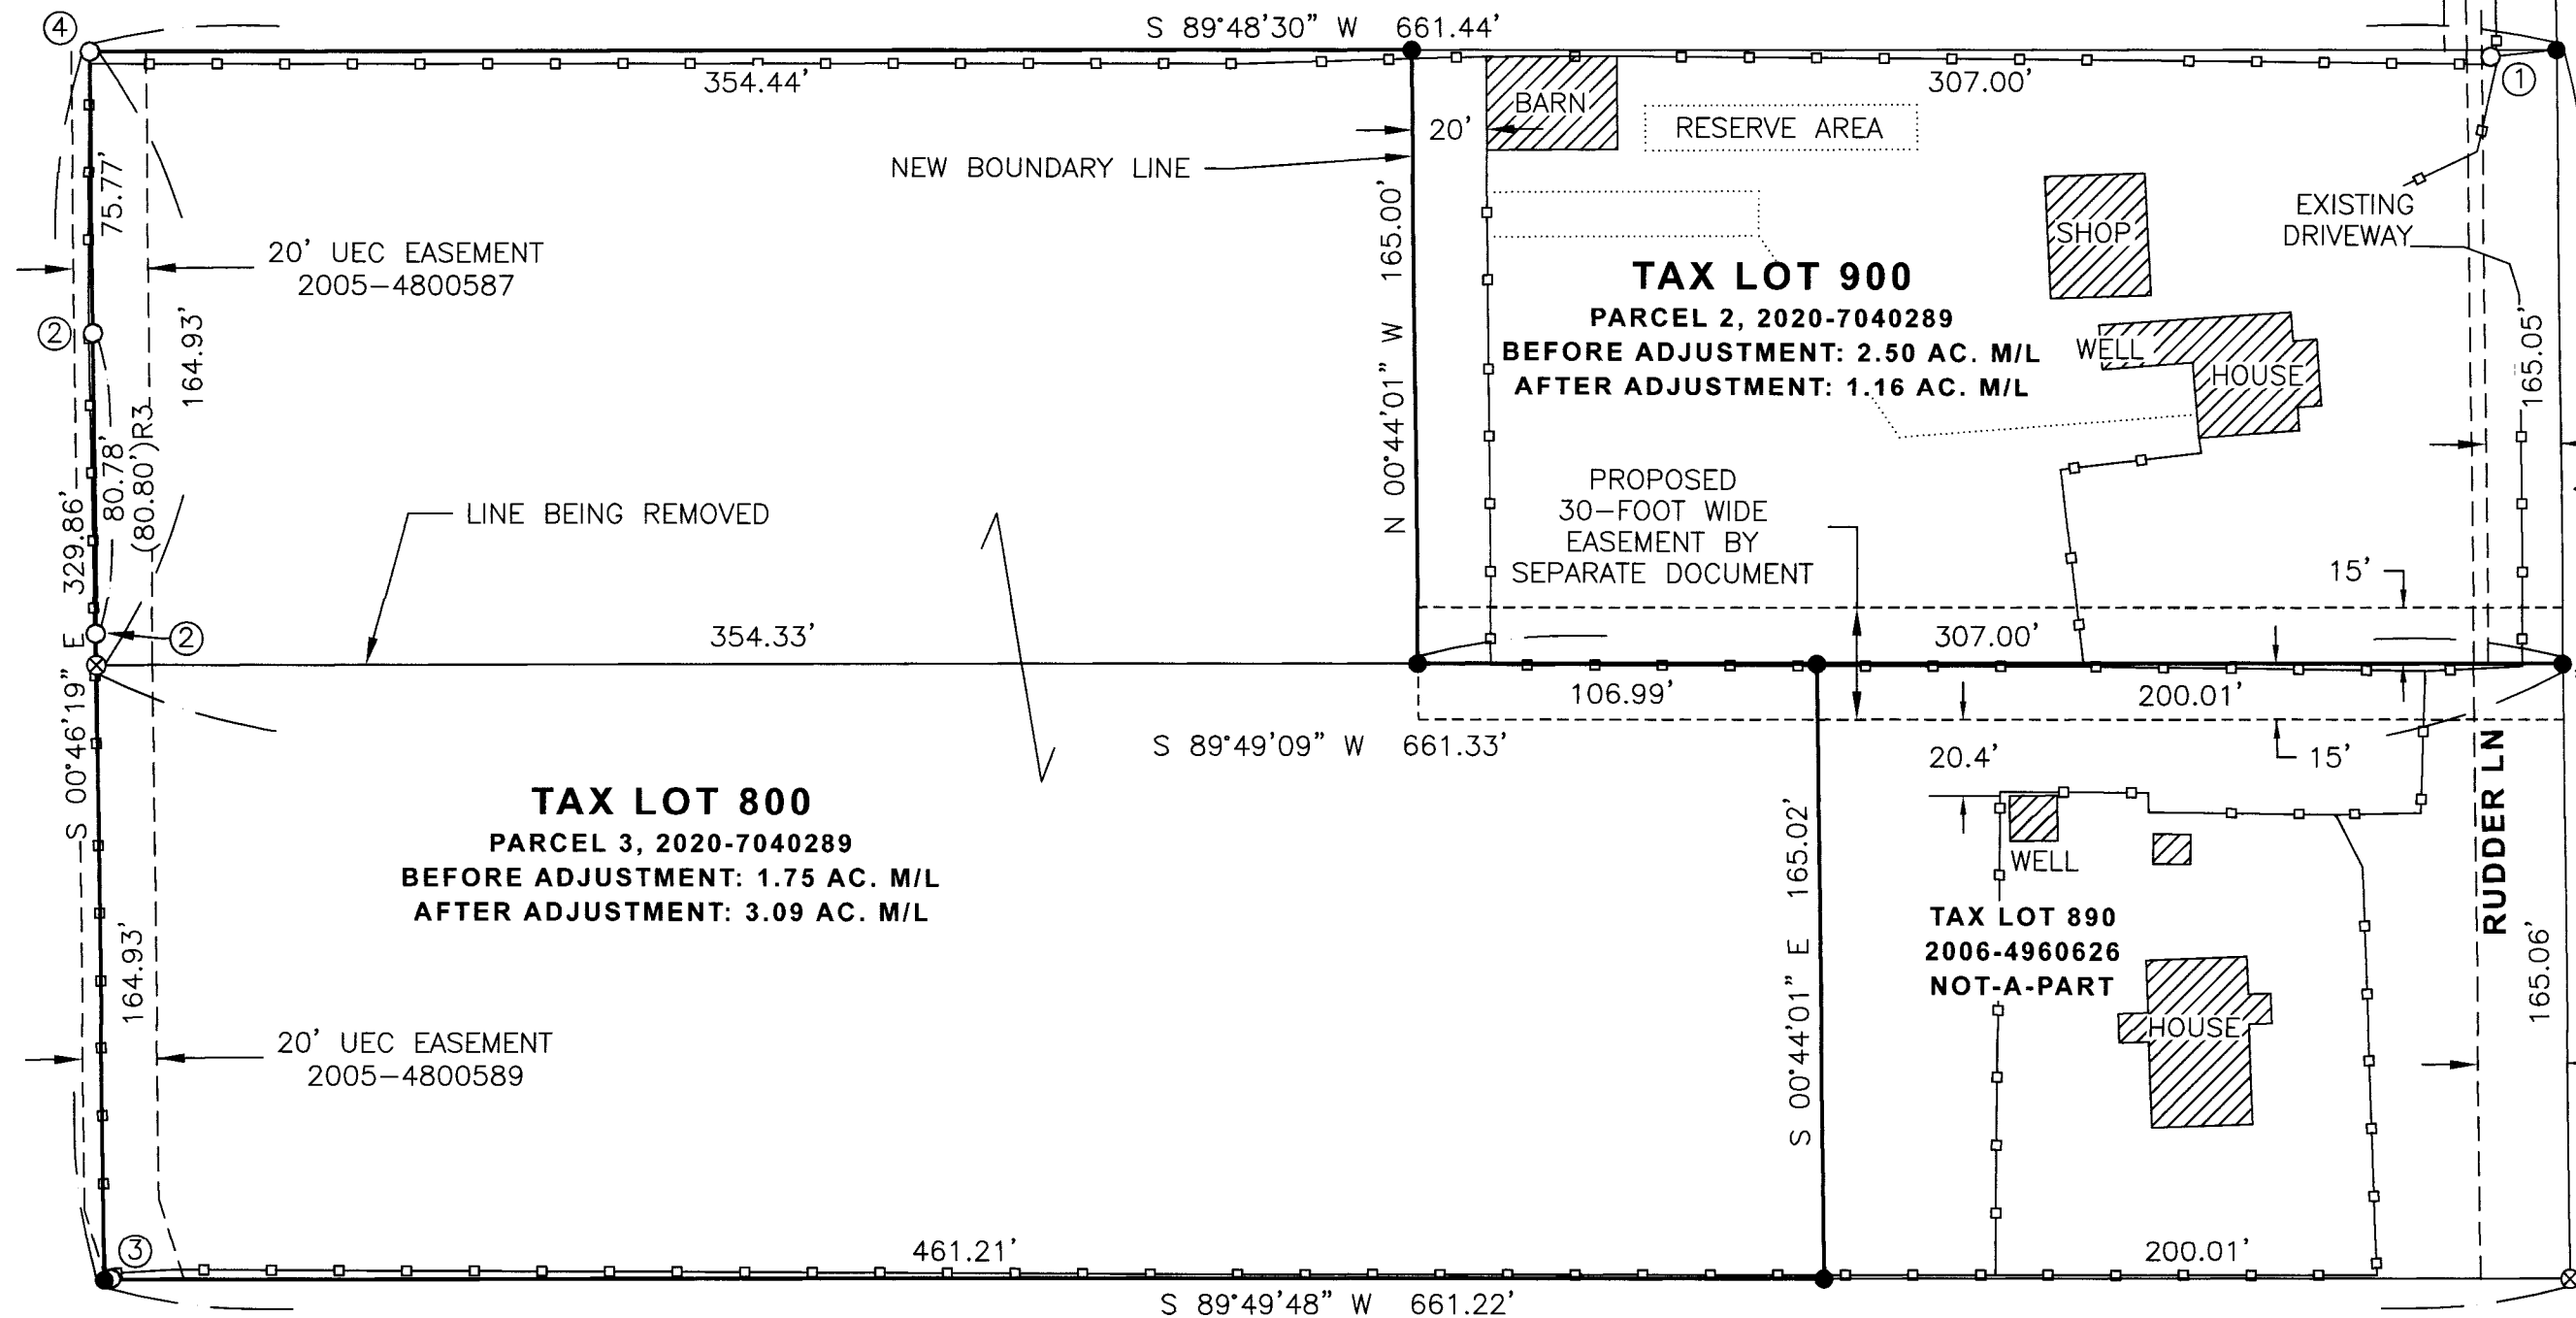 ④
S 89°48'30" W 661.44'
354.44'
307.00'
①
BARN
20'
RESERVE AREA
NEW BOUNDARY LINE
75.77'
165.00'
N 00°44'01" W
EXISTING
DRIVEWAY
SHOP
20' UEC EASEMENT
2005-4800587
②
164.93'
TAX LOT 900
PARCEL 2, 2020-7040289
BEFORE ADJUSTMENT: 2.50 AC. M/L
AFTER ADJUSTMENT: 1.16 AC. M/L
WELL
HOUSE
165.05'
80.78'
(80.80')R3
329.86'
S 00°46'19" E
LINE BEING REMOVED
PROPOSED
30-FOOT WIDE
EASEMENT BY
SEPARATE DOCUMENT
15'
②
354.33'
307.00'
106.99'
200.01'
S 89°49'09" W 661.33'
20.4'
15'
RUDDER LN
TAX LOT 800
PARCEL 3, 2020-7040289
BEFORE ADJUSTMENT: 1.75 AC. M/L
AFTER ADJUSTMENT: 3.09 AC. M/L
S 00°44'01" E 165.02'
WELL
TAX LOT 890
2006-4960626
NOT-A-PART
164.93'
165.06'
HOUSE
20' UEC EASEMENT
2005-4800589
③
461.21'
200.01'
S 89°49'48" W 661.22'